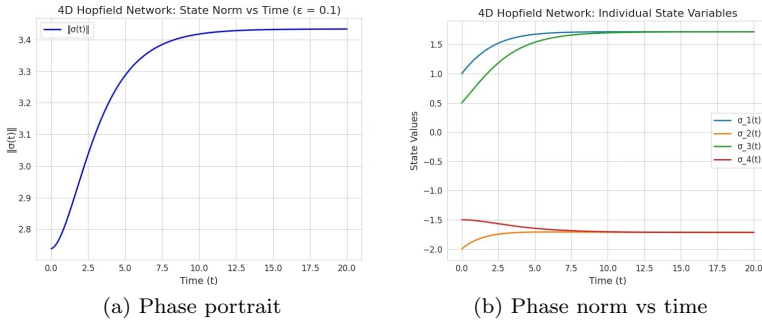 4D Hopfield Network: State Norm vs Time (ε = 0.1)
‖σ(t)‖
3.4
3.3
3.2
3.1
3.0
2.9
2.8
‖σ(t)‖
0.0 2.5 5.0 7.5 10.0 12.5 15.0 17.5 20.0
Time (t)
(a) Phase portrait
4D Hopfield Network: Individual State Variables
1.5
1.0
0.5
0.0
−0.5
−1.0
−1.5
−2.0
State Values
σ_1(t)
σ_2(t)
σ_3(t)
σ_4(t)
0.0 2.5 5.0 7.5 10.0 12.5 15.0 17.5 20.0
Time (t)
(b) Phase norm vs time